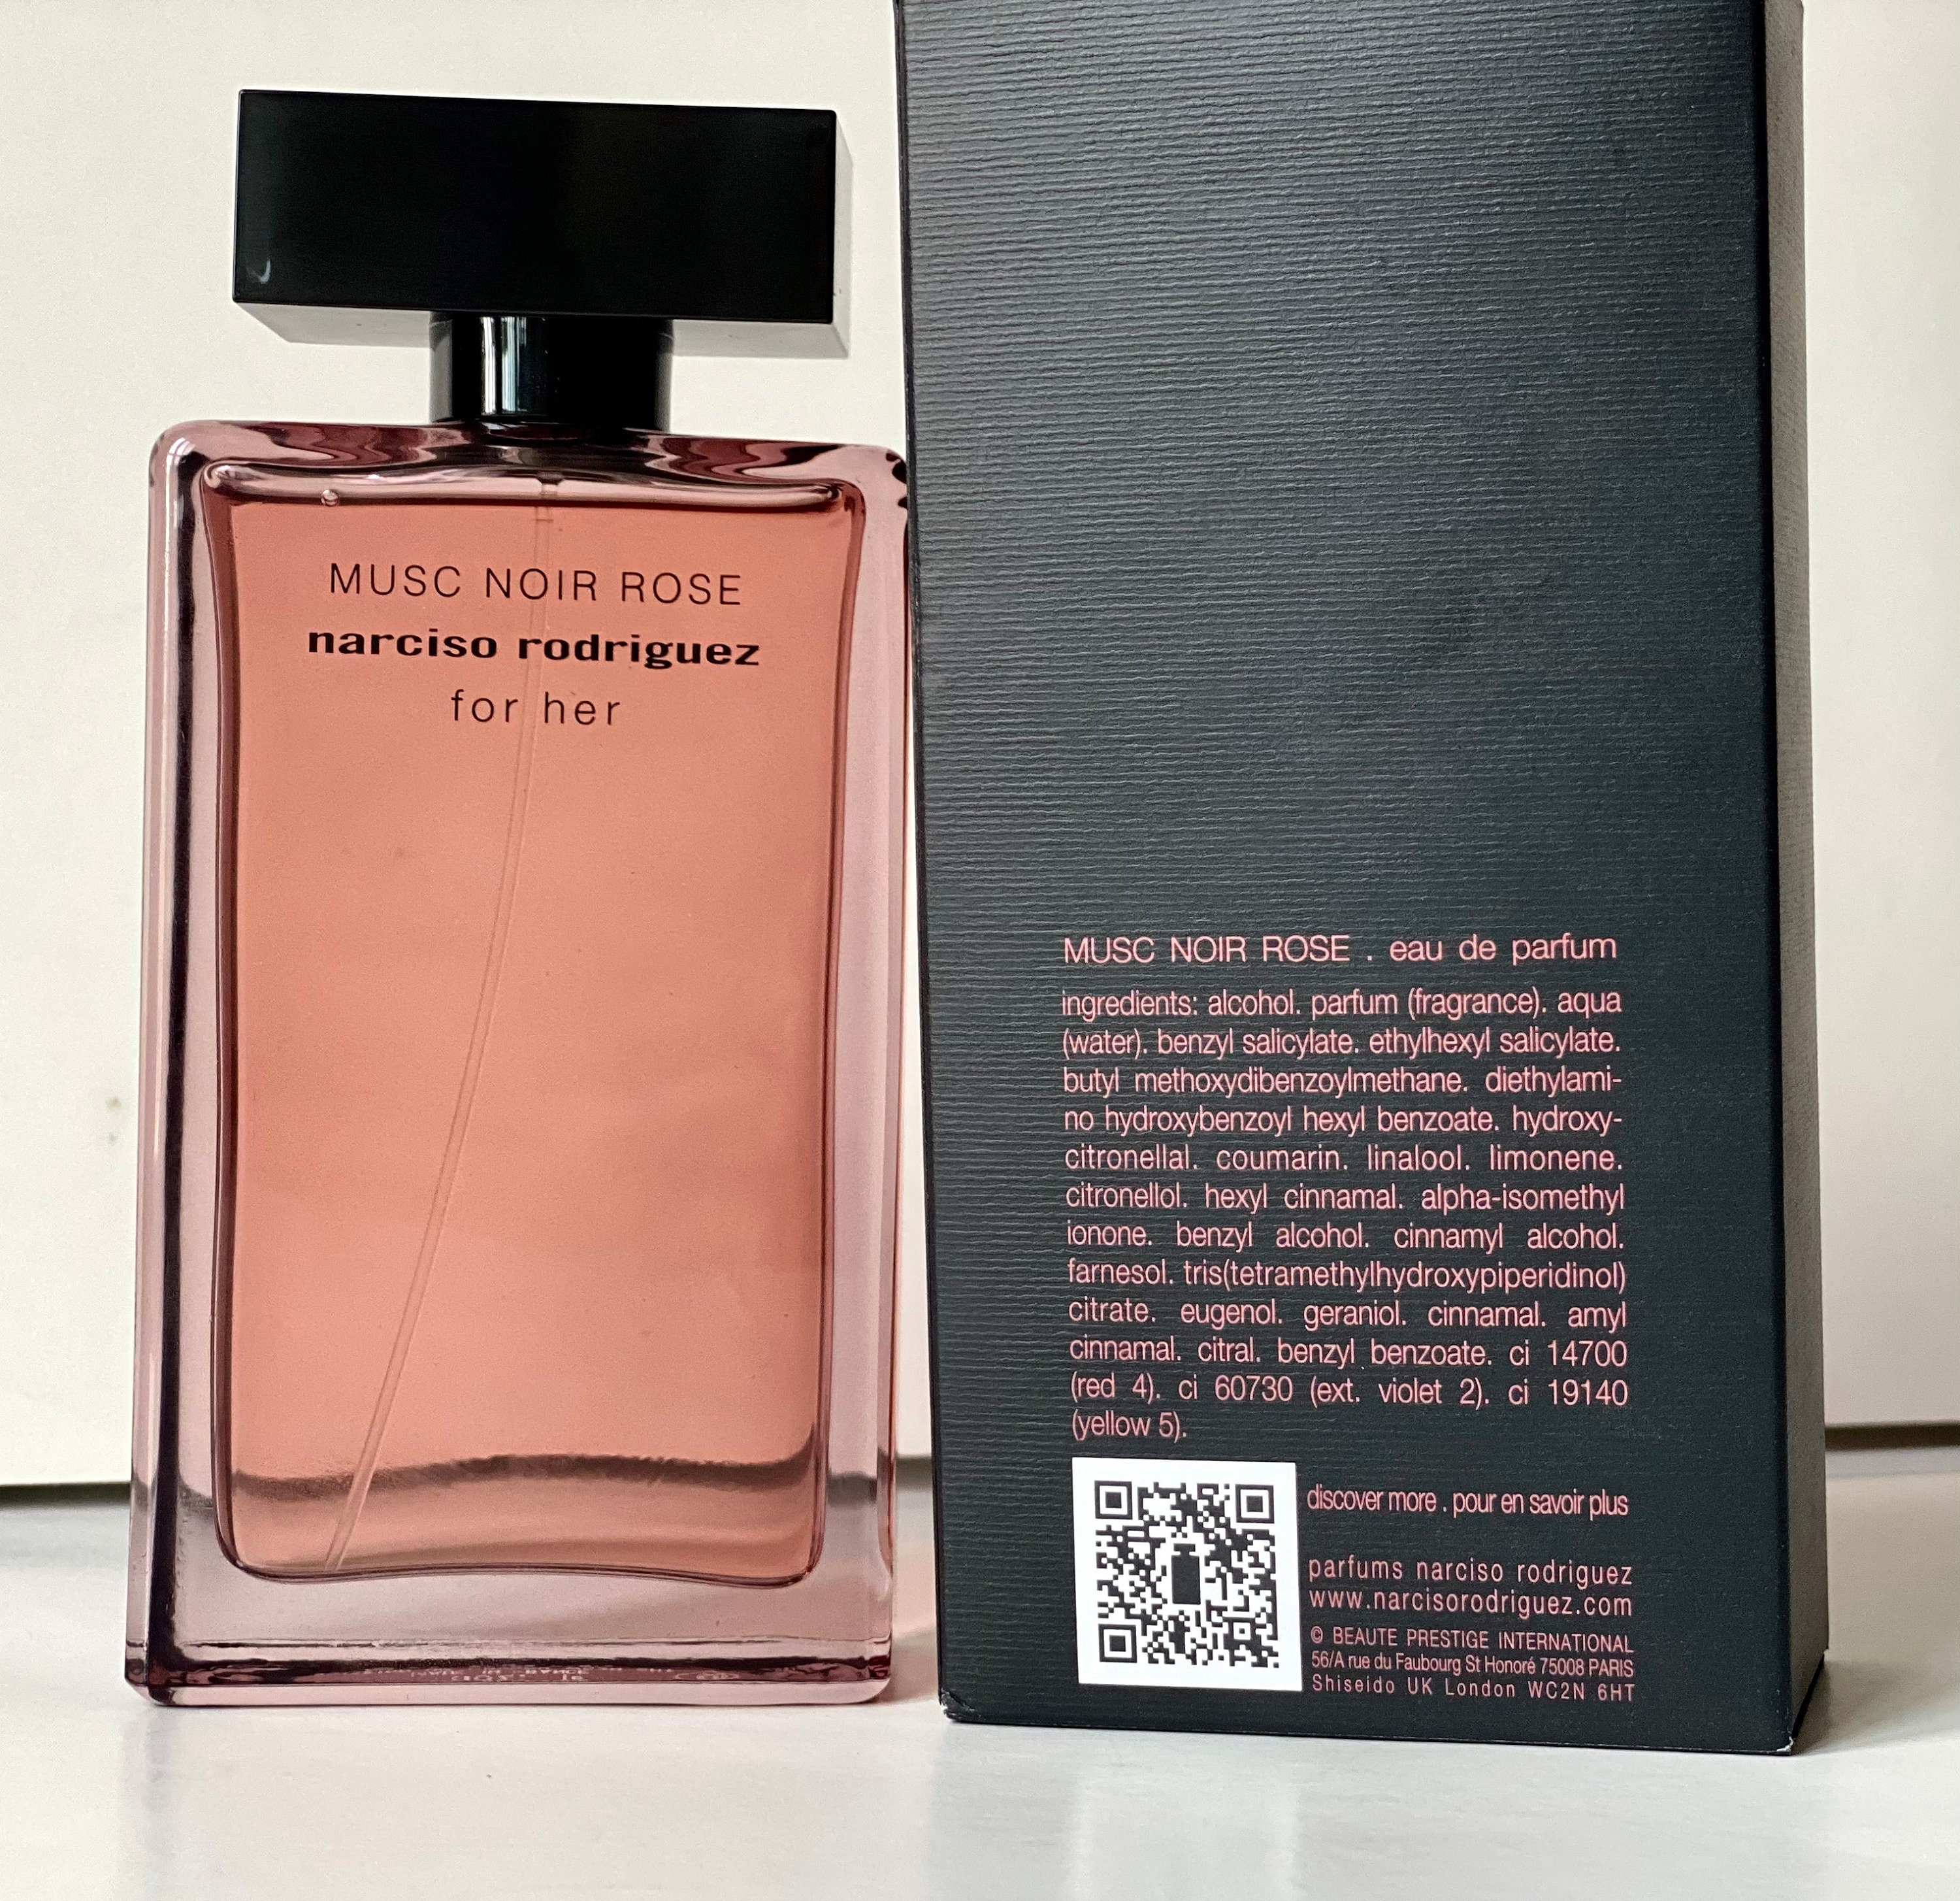 MUSC NOIR ROSE
narciso rodriguez
for her
MUSC NOIR ROSE . eau de parfum
ingredients: alcohol. parfum (fragrance). aqua
(water). benzyl salicylate. ethylhexyl salicylate.
butyl methoxydibenzoylmethane. diethylami-
no hydroxybenzoyl hexyl benzoate. hydroxy-
citronellal. coumarin. linalool. limonene.
citronellol. hexyl cinnamal. alpha-isomethyl
ionone. benzyl alcohol. cinnamyl alcohol.
farnesol. tris(tetramethylhydroxypiperidinol)
citrate. eugenol. geraniol. cinnamal. amyl
cinnamal. citral. benzyl benzoate. ci 14700
(red 4). ci 60730 (ext. violet 2). ci 19140
(yellow 5).
discover more . pour en savoir plus
parfums narciso rodriguez
www.narcisorodriguez.com
© BEAUTE PRESTIGE INTERNATIONAL
56/A rue du Faubourg St Honoré 75008 PARIS
Shiseido UK London WC2N 6HT